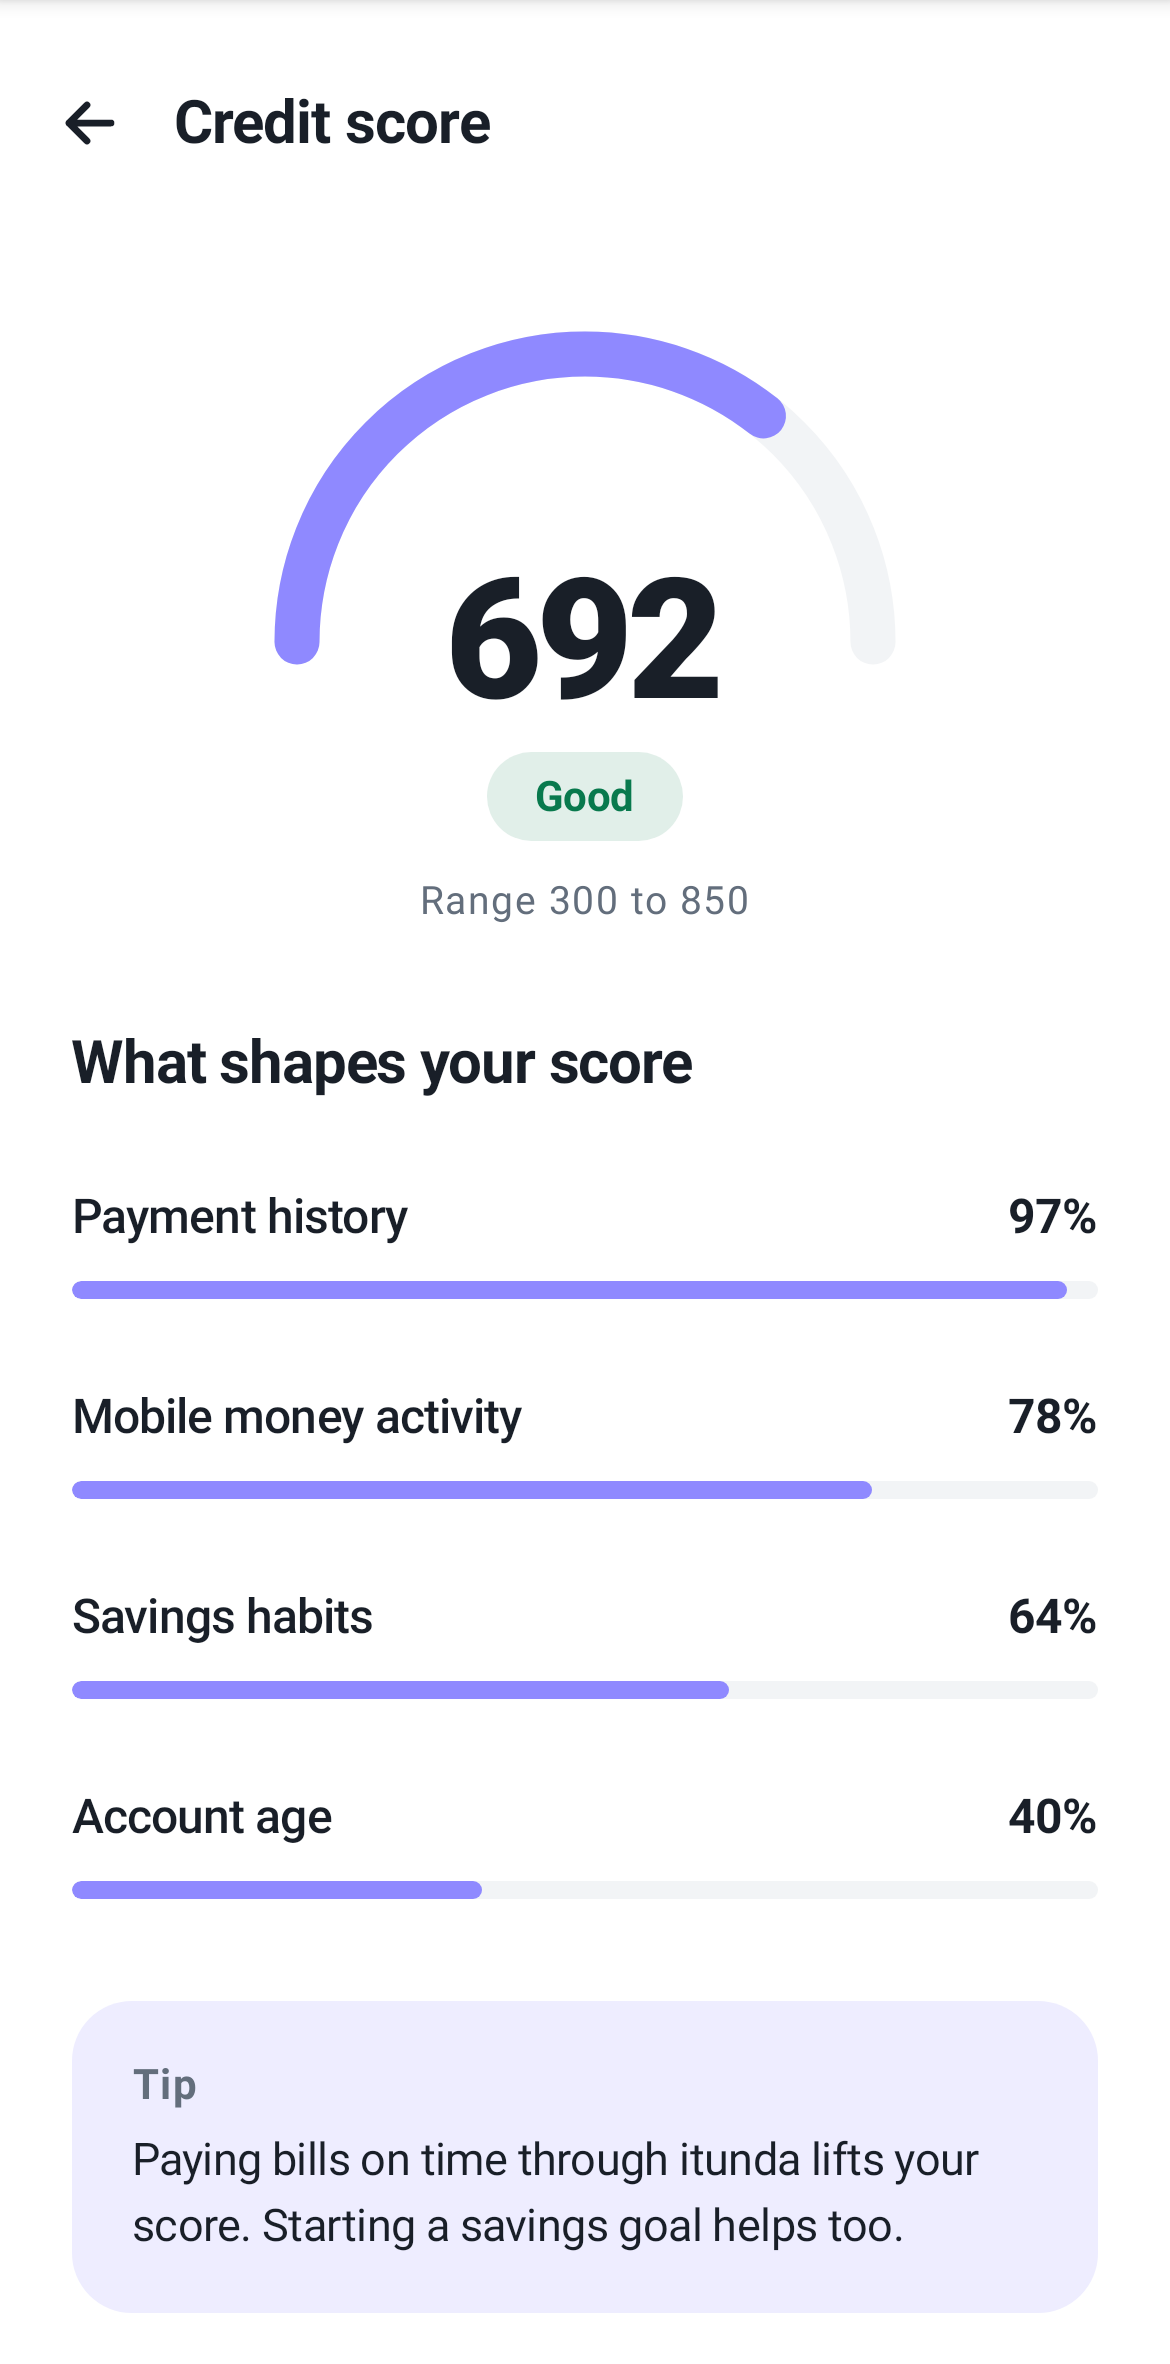 Credit score
692
Good
Range 300 to 850
What shapes your score
Payment history 97%
Mobile money activity 78%
Savings habits 64%
Account age 40%
Tip
Paying bills on time through itunda lifts your
score. Starting a savings goal helps too.